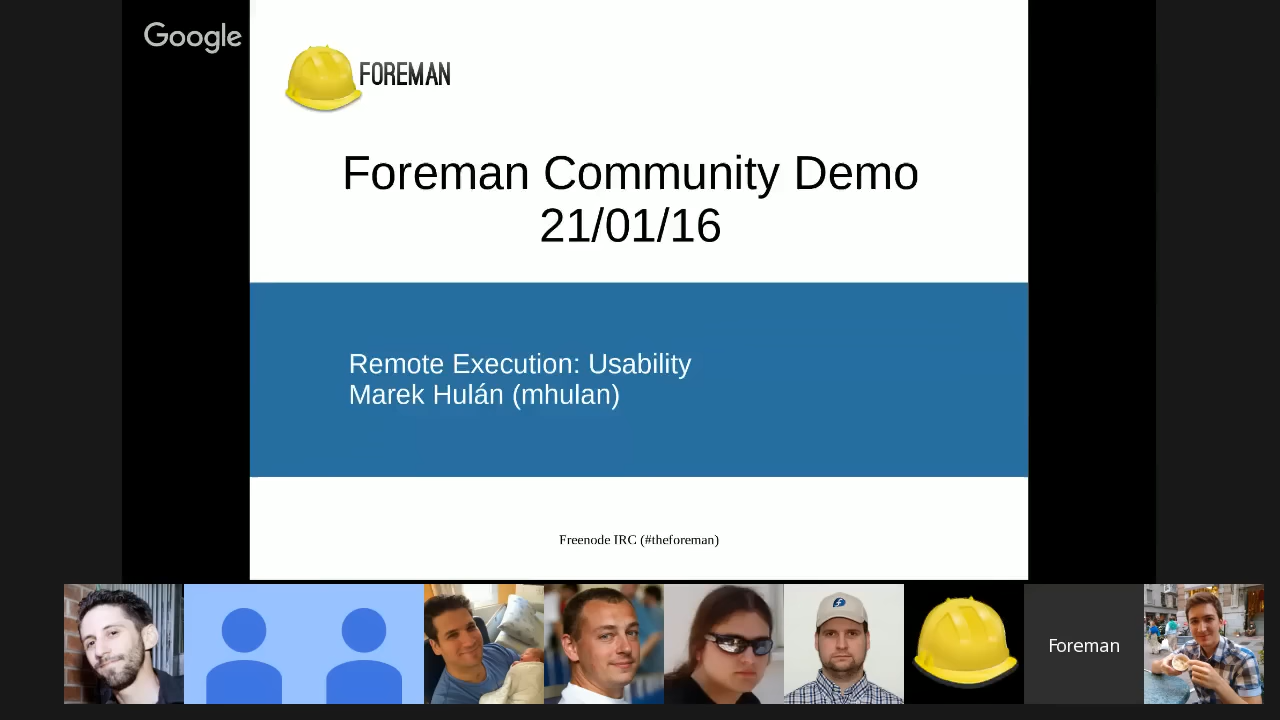 Google
FOREMAN
Foreman Community Demo
21/01/16
Remote Execution: Usability
Marek Hulán (mhulan)
Freenode IRC (#theforeman)
Foreman